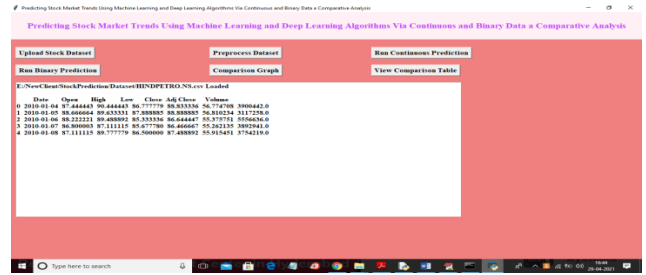 Predicting Stock Market Trends Using Machine Learning and Deep Learning Algorithms Via Continuous and Binary Data a Comparative Analysis
Predicting Stock Market Trends Using Machine Learning and Deep Learning Algorithms Via Continuous and Binary Data a Comparative Analysis
Upload Stock Dataset Preprocess Dataset Run Continuous Prediction
Run Binary Prediction Comparison Graph View Comparison Table
E:/NewClient/StockPrediction/Dataset/HINDPETRO.NS.csv Loaded
Date Open High Low Close Adj Close Volume
0 2010-01-04 87.444443 90.444443 86.777779 88.833336 56.774708 3900442.0
1 2010-01-05 88.666664 89.633331 87.888885 88.888885 56.810234 3117258.0
2 2010-01-06 88.222221 89.488892 85.333336 86.644447 55.375751 5556636.0
3 2010-01-07 86.800003 87.111115 85.677780 86.466667 55.262135 3892941.0
4 2010-01-08 87.111115 89.777779 86.500000 87.488892 55.915451 3754219.0
Type here to search
16:44
29-04-2021